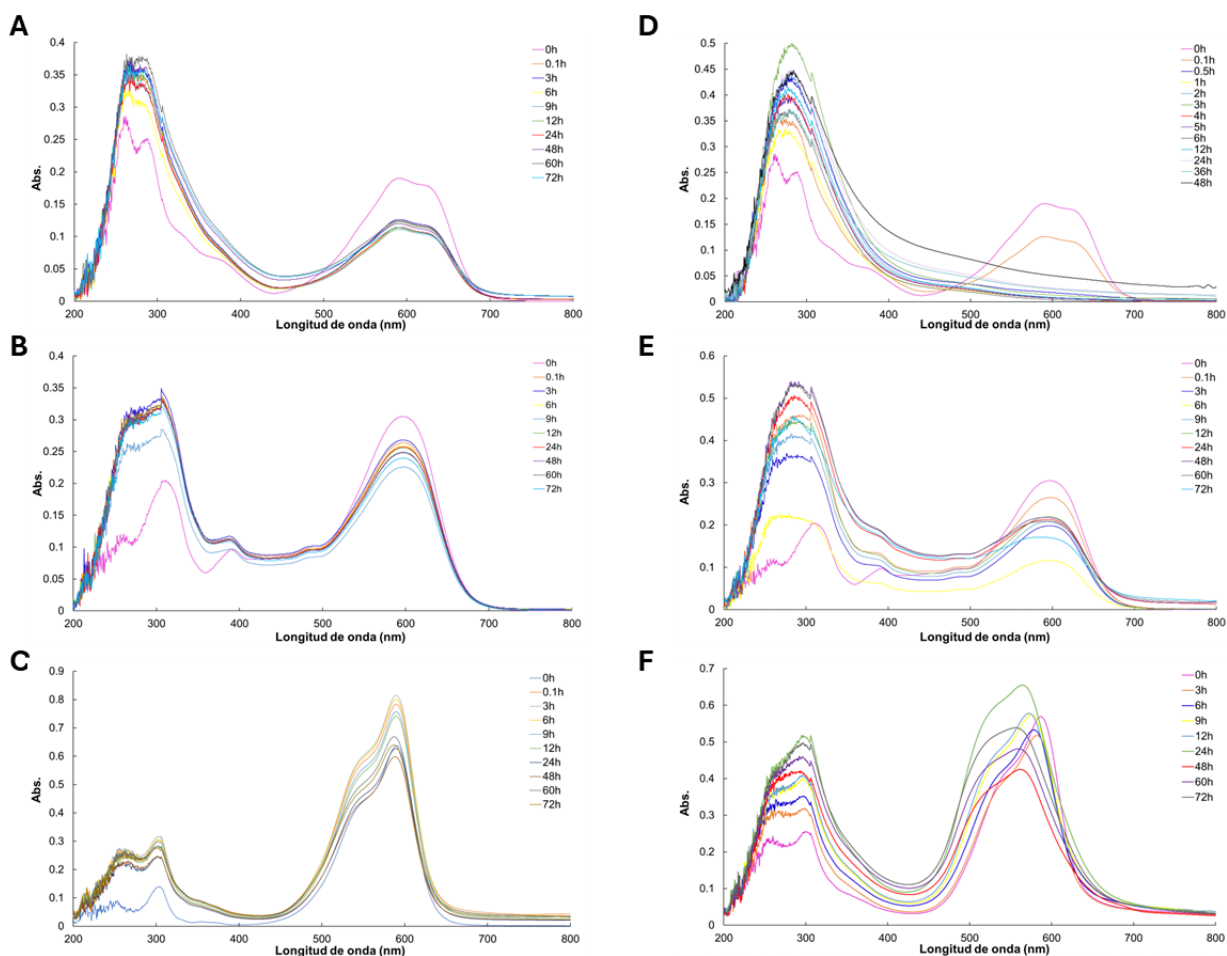 A
Abs.
0.4
0.35
0.3
0.25
0.2
0.15
0.1
0.05
0
200 300 400 500 600 700 800
Longitud de onda (nm)
0h
0.1h
3h
6h
9h
12h
24h
48h
60h
72h
B
Abs.
0.4
0.35
0.3
0.25
0.2
0.15
0.1
0.05
0
200 300 400 500 600 700 800
Longitud de onda (nm)
0h
0.1h
3h
6h
9h
12h
24h
48h
60h
72h
C
Abs.
0.9
0.8
0.7
0.6
0.5
0.4
0.3
0.2
0.1
0
200 300 400 500 600 700 800
Longitud de onda (nm)
0h
0.1h
3h
6h
9h
12h
24h
48h
60h
72h
D
Abs.
0.5
0.45
0.4
0.35
0.3
0.25
0.2
0.15
0.1
0.05
0
200 300 400 500 600 700 800
Longitud de onda (nm)
0h
0.1h
0.5h
1h
2h
3h
4h
5h
6h
12h
24h
36h
48h
E
Abs.
0.6
0.5
0.4
0.3
0.2
0.1
0
200 300 400 500 600 700 800
Longitud de onda (nm)
0h
0.1h
3h
6h
9h
12h
24h
48h
60h
72h
F
Abs.
0.7
0.6
0.5
0.4
0.3
0.2
0.1
0
200 300 400 500 600 700 800
Longitud de onda (nm)
0h
3h
6h
9h
12h
24h
48h
60h
72h